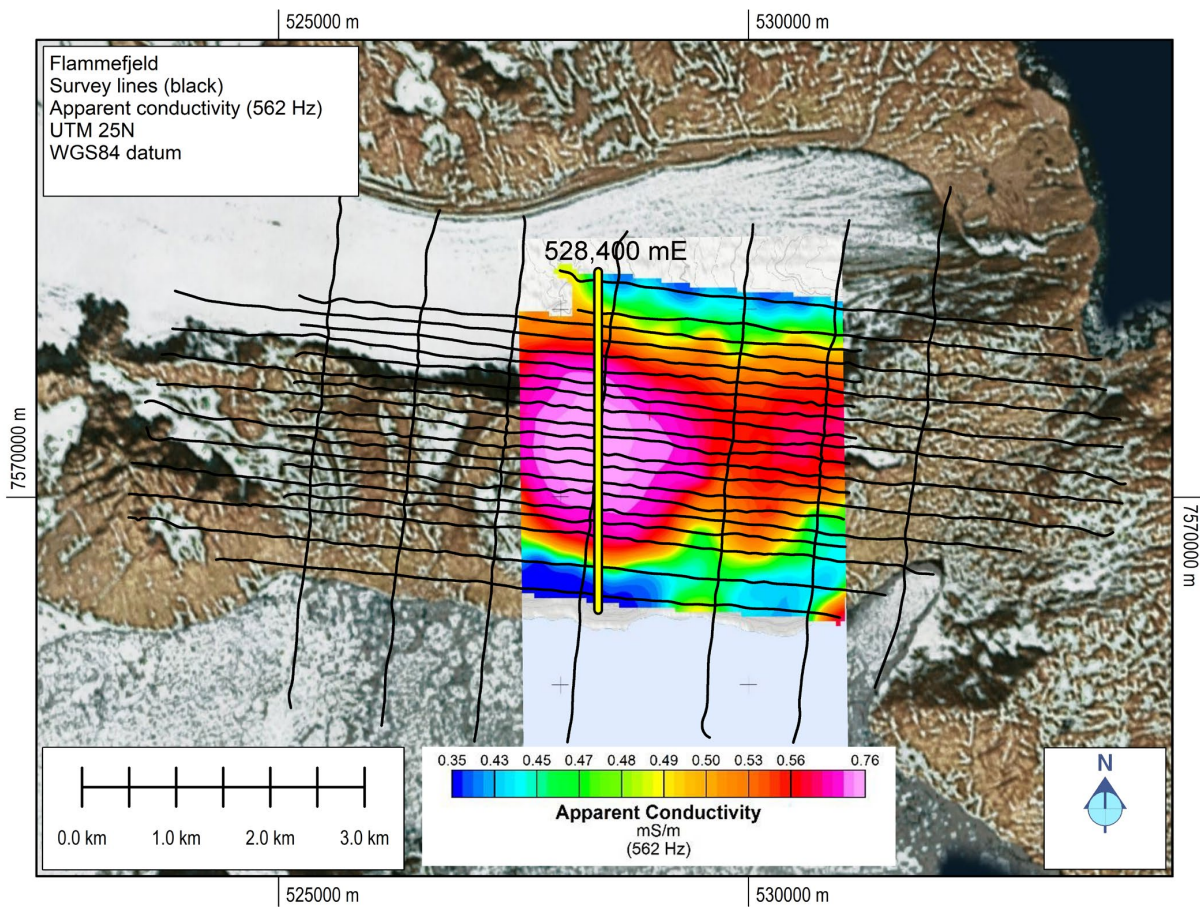 525000 m
530000 m
Flammefjeld
Survey lines (black)
Apparent conductivity (562 Hz)
UTM 25N
WGS84 datum
528,400 mE
7570000 m
7570000 m
0.35 0.43 0.45 0.47 0.48 0.49 0.50 0.53 0.56 0.76
Apparent Conductivity
mS/m
(562 Hz)
0.0 km 1.0 km 2.0 km 3.0 km
N
525000 m
530000 m